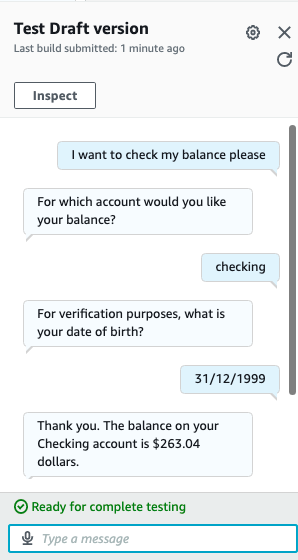 Test Draft version
Last build submitted: 1 minute ago
Inspect
I want to check my balance please
For which account would you like
your balance?
checking
For verification purposes, what is
your date of birth?
31/12/1999
Thank you. The balance on your
Checking account is $263.04
dollars.
Ready for complete testing
Type a message